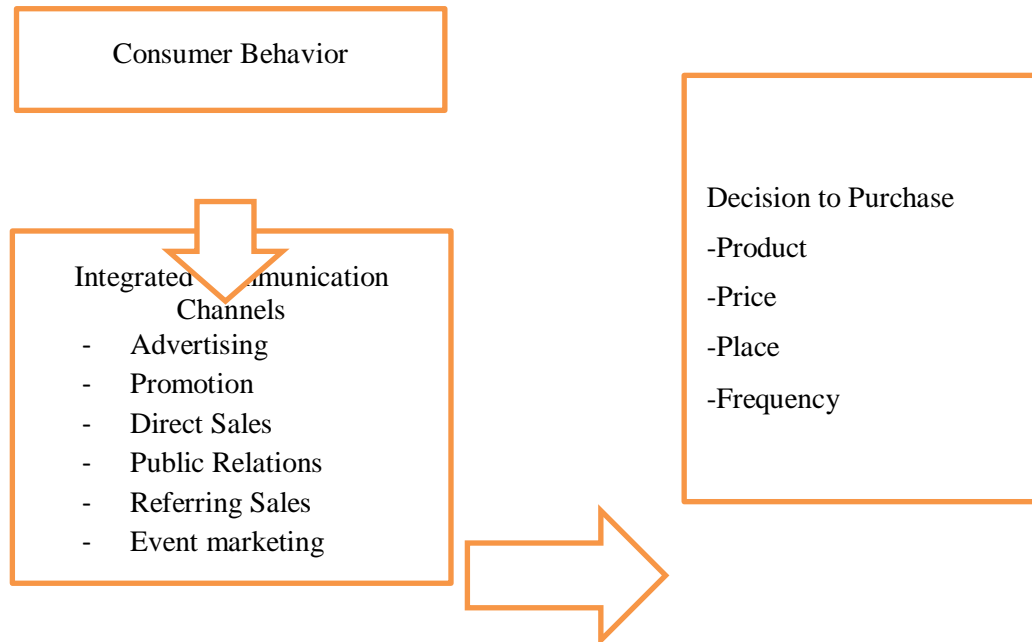 Consumer Behavior
Integrated mmunication
Channels
- Advertising
- Promotion
- Direct Sales
- Public Relations
- Referring Sales
- Event marketing
Decision to Purchase
-Product
-Price
-Place
-Frequency